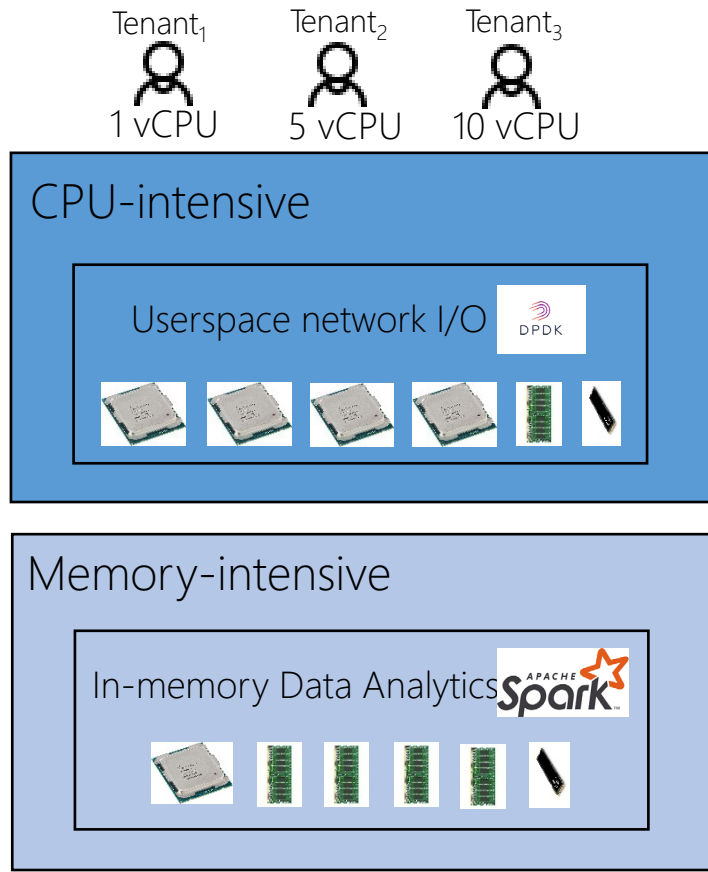 Tenant₁ Tenant₂ Tenant₃
1 vCPU 5 vCPU 10 vCPU
CPU-intensive
Userspace network I/O DPDK
Memory-intensive
In-memory Data Analytics APACHE Spark™